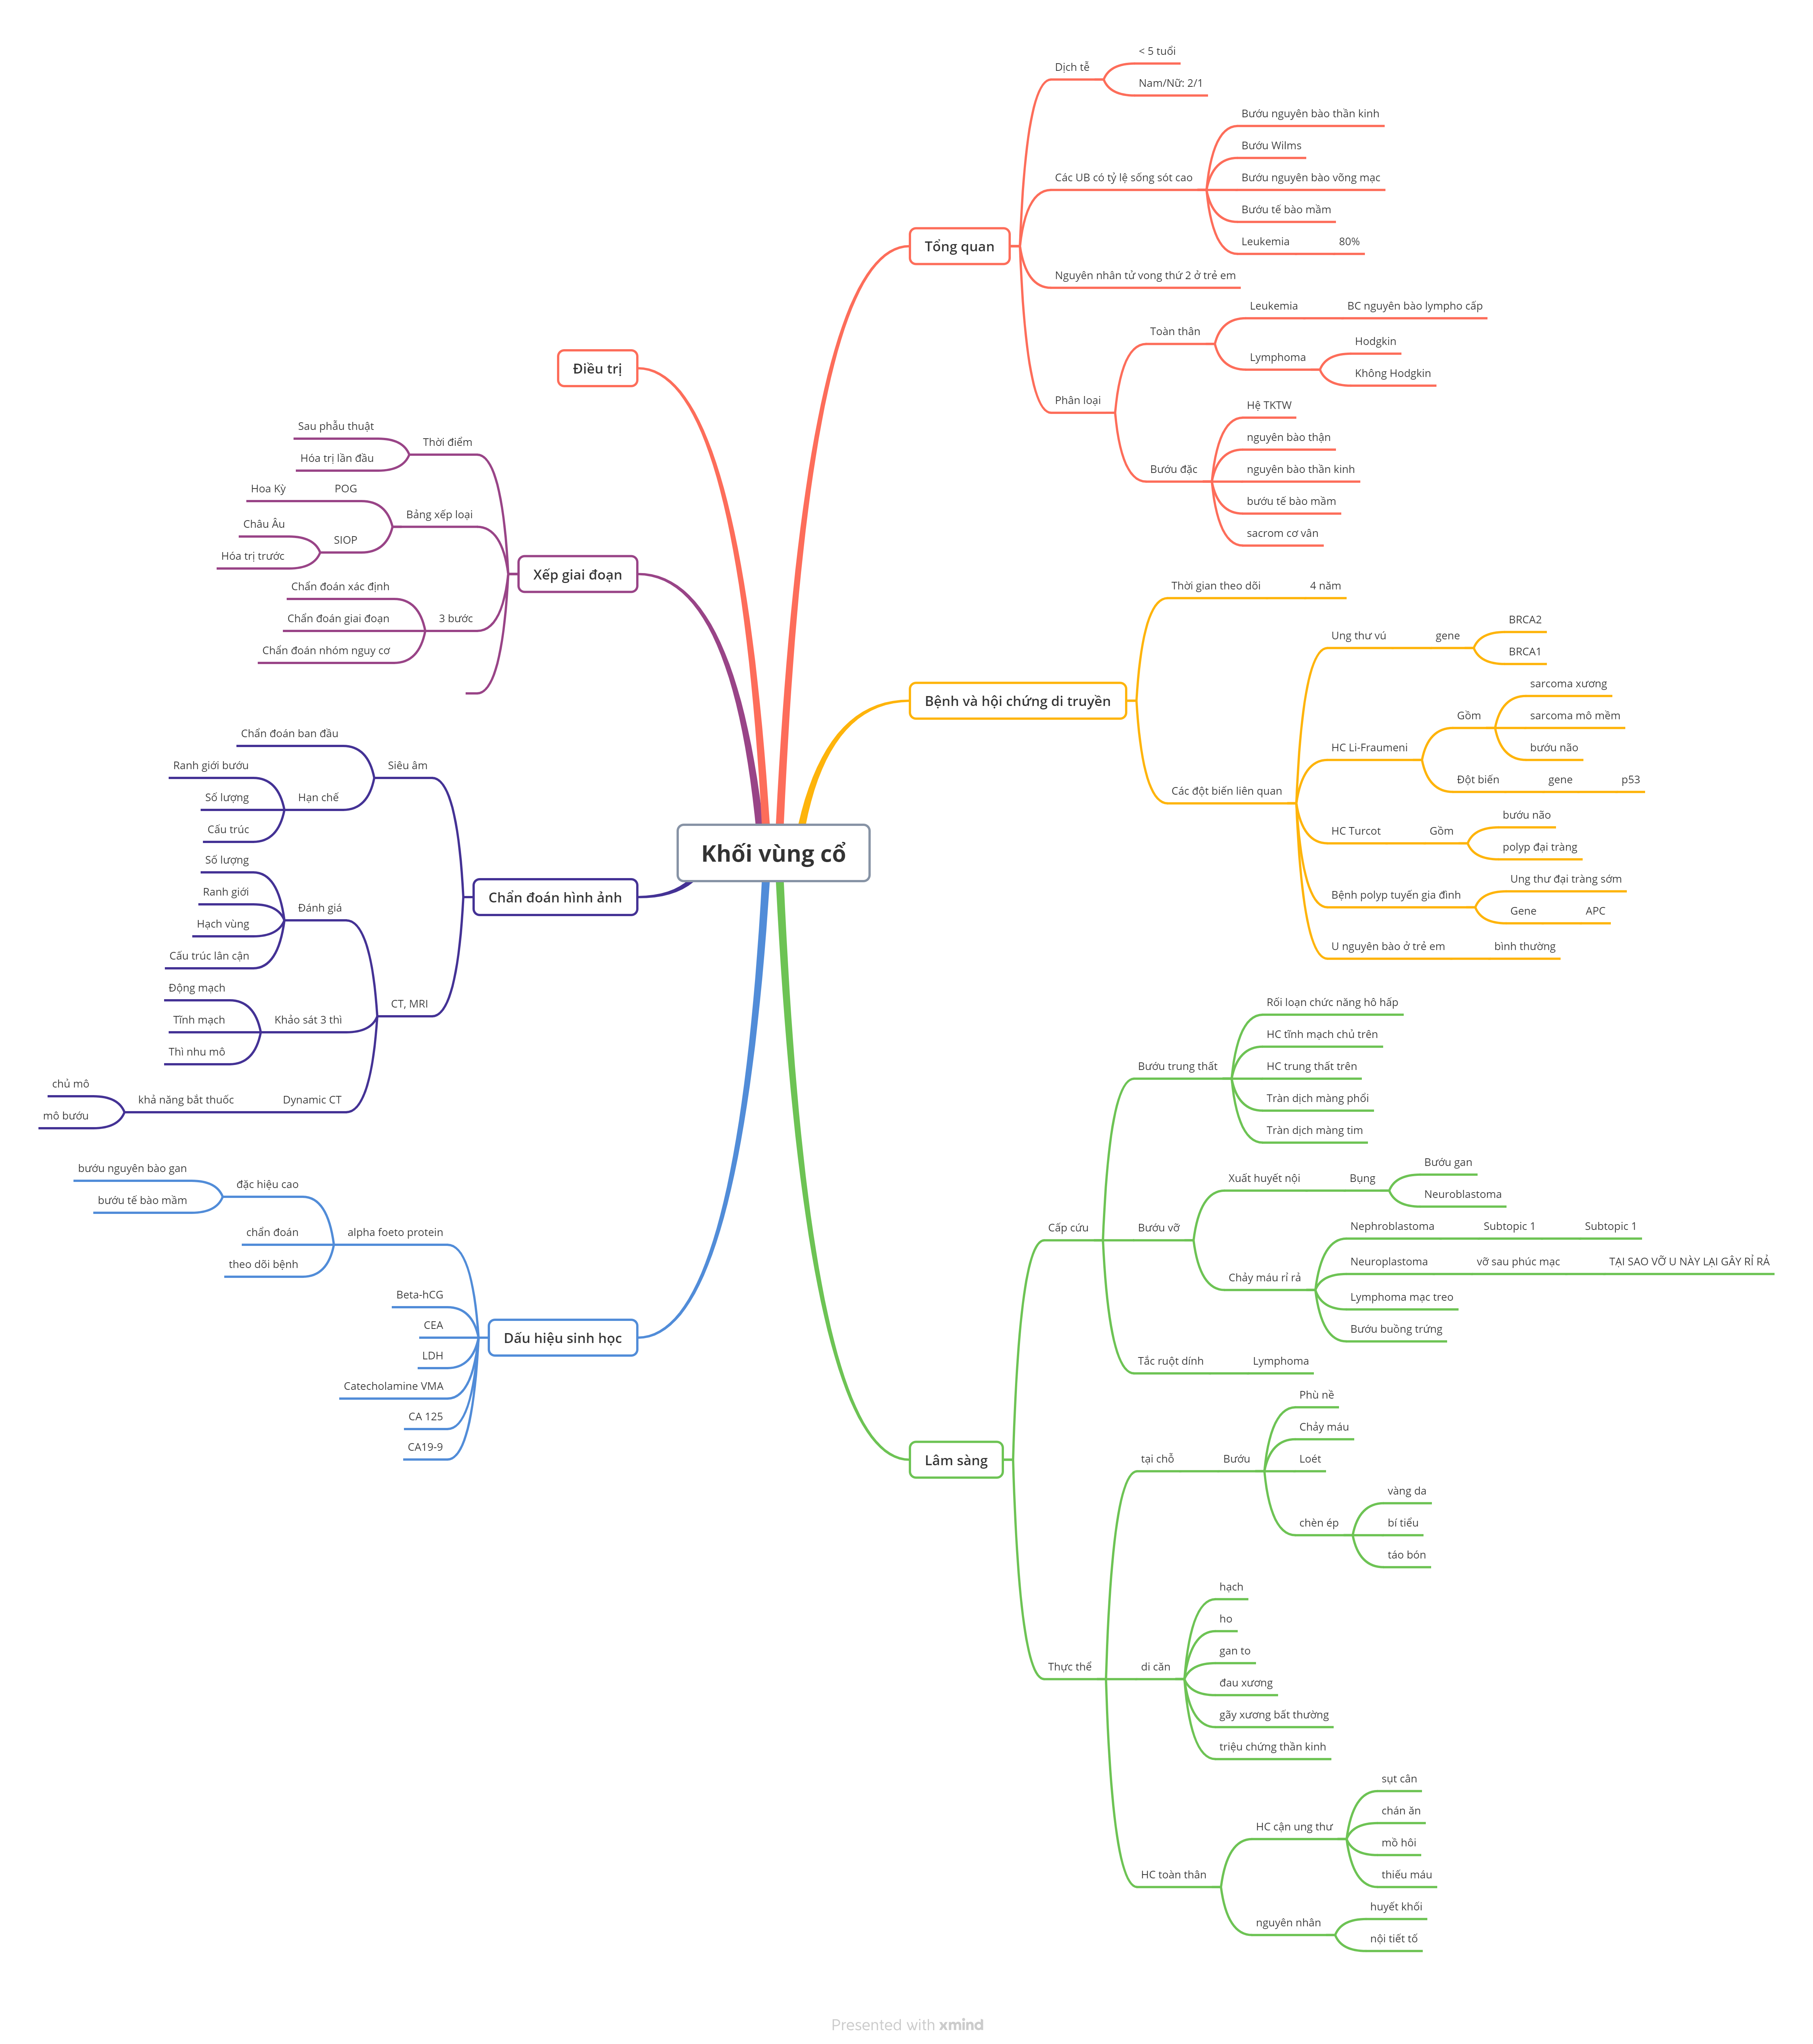 Khối vùng cổ
Tổng quan
Dịch tễ
< 5 tuổi
Nam/Nữ: 2/1
Các UB có tỷ lệ sống sót cao
Bướu nguyên bào thần kinh
Bướu Wilms
Bướu nguyên bào võng mạc
Bướu tế bào mầm
Leukemia 80%
Nguyên nhân tử vong thứ 2 ở trẻ em
Phân loại
Toàn thân
Leukemia BC nguyên bào lympho cấp
Lymphoma
Hodgkin
Không Hodgkin
Bướu đặc
Hệ TKTW
nguyên bào thận
nguyên bào thần kinh
bướu tế bào mầm
sacrom cơ vân
Bệnh và hội chứng di truyền
Thời gian theo dõi 4 năm
Các đột biến liên quan
Ung thư vú gene
BRCA2
BRCA1
HC Li-Fraumeni
Gồm
sarcoma xương
sarcoma mô mềm
bướu não
Đột biến gene p53
HC Turcot Gồm
bướu não
polyp đại tràng
Bệnh polyp tuyến gia đình
Ung thư đại tràng sớm
Gene APC
U nguyên bào ở trẻ em bình thường
Lâm sàng
Cấp cứu
Bướu trung thất
Rối loạn chức năng hô hấp
HC tĩnh mạch chủ trên
HC trung thất trên
Tràn dịch màng phổi
Tràn dịch màng tim
Bướu vỡ
Xuất huyết nội Bụng
Bướu gan
Neuroblastoma
Chảy máu rỉ rả
Nephroblastoma Subtopic 1 Subtopic 1
Neuroplastoma vỡ sau phúc mạc TẠI SAO VỠ U NÀY LẠI GÂY RỈ RẢ
Lymphoma mạc treo
Bướu buồng trứng
Tắc ruột dính Lymphoma
Thực thể
tại chỗ Bướu
Phù nề
Chảy máu
Loét
chèn ép
vàng da
bí tiểu
táo bón
di căn
hạch
ho
gan to
đau xương
gãy xương bất thường
triệu chứng thần kinh
HC toàn thân
HC cận ung thư
sụt cân
chán ăn
mồ hôi
thiếu máu
nguyên nhân
huyết khối
nội tiết tố
Dấu hiệu sinh học
alpha foeto protein
đặc hiệu cao
bướu nguyên bào gan
bướu tế bào mầm
chẩn đoán
theo dõi bệnh
Beta-hCG
CEA
LDH
Catecholamine VMA
CA 125
CA19-9
Chẩn đoán hình ảnh
Siêu âm
Chẩn đoán ban đầu
Hạn chế
Ranh giới bướu
Số lượng
Cấu trúc
CT, MRI
Đánh giá
Số lượng
Ranh giới
Hạch vùng
Cấu trúc lân cận
Khảo sát 3 thì
Động mạch
Tĩnh mạch
Thì nhu mô
Dynamic CT
khả năng bắt thuốc
chủ mô
mô bướu
Xếp giai đoạn
Thời điểm
Sau phẫu thuật
Hóa trị lần đầu
Bảng xếp loại
POG
Hoa Kỳ
SIOP
Châu Âu
Hóa trị trước
3 bước
Chẩn đoán xác định
Chẩn đoán giai đoạn
Chẩn đoán nhóm nguy cơ
Điều trị
Presented with xmind